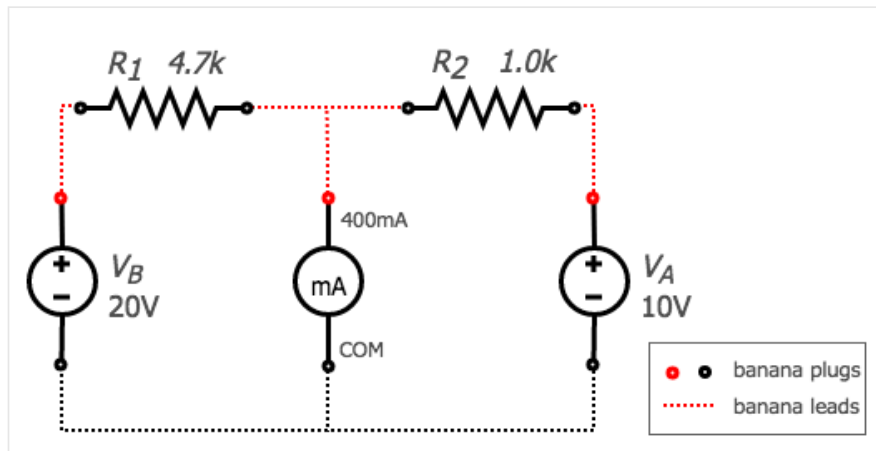 R1 4.7k
R2 1.0k
400mA
+
VB
20V
−
mA
+
VA
10V
−
COM
banana plugs
banana leads